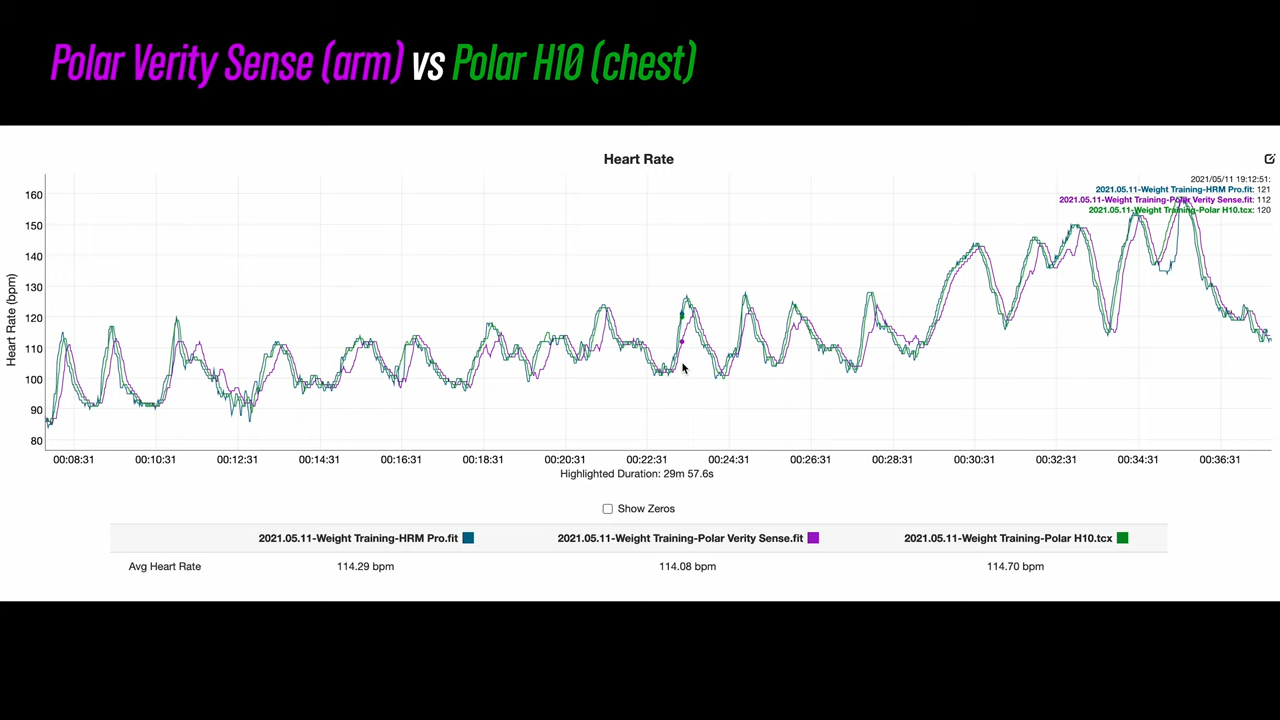 Polar Verity Sense (arm) vs Polar H10 (chest)
Heart Rate
2021/05/11 19:12:51:
2021.05.11-Weight Training-HRM Pro.fit: 121
2021.05.11-Weight Training-Polar Verity Sense.fit: 112
2021.05.11-Weight Training-Polar H10.tcx: 120
Heart Rate (bpm)
160
150
140
130
120
110
100
90
80
00:08:31 00:10:31 00:12:31 00:14:31 00:16:31 00:18:31 00:20:31 00:22:31 00:24:31 00:26:31 00:28:31 00:30:31 00:32:31 00:34:31 00:36:31
Highlighted Duration: 29m 57.6s
Show Zeros
2021.05.11-Weight Training-HRM Pro.fit 2021.05.11-Weight Training-Polar Verity Sense.fit 2021.05.11-Weight Training-Polar H10.tcx
Avg Heart Rate 114.29 bpm 114.08 bpm 114.70 bpm